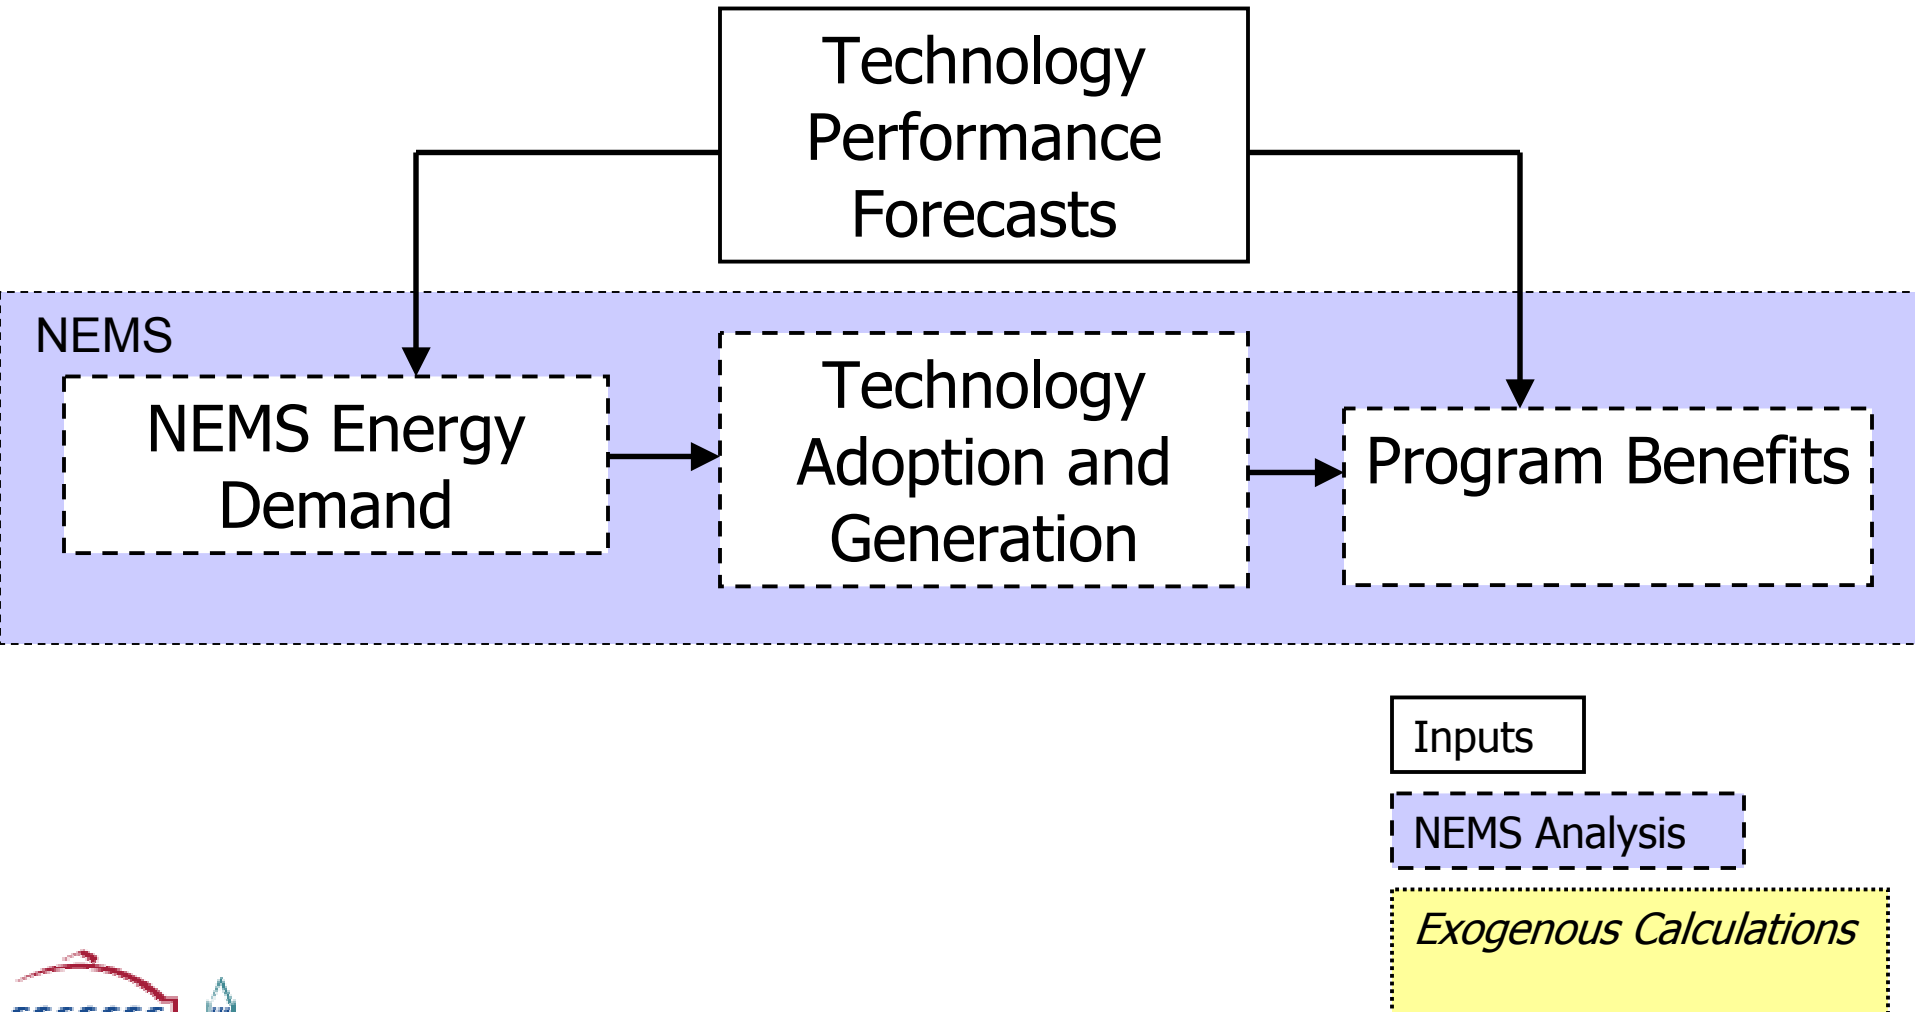 Technology
Performance
Forecasts
NEMS
NEMS Energy
Demand
Technology
Adoption and
Generation
Program Benefits
Inputs
NEMS Analysis
Exogenous Calculations